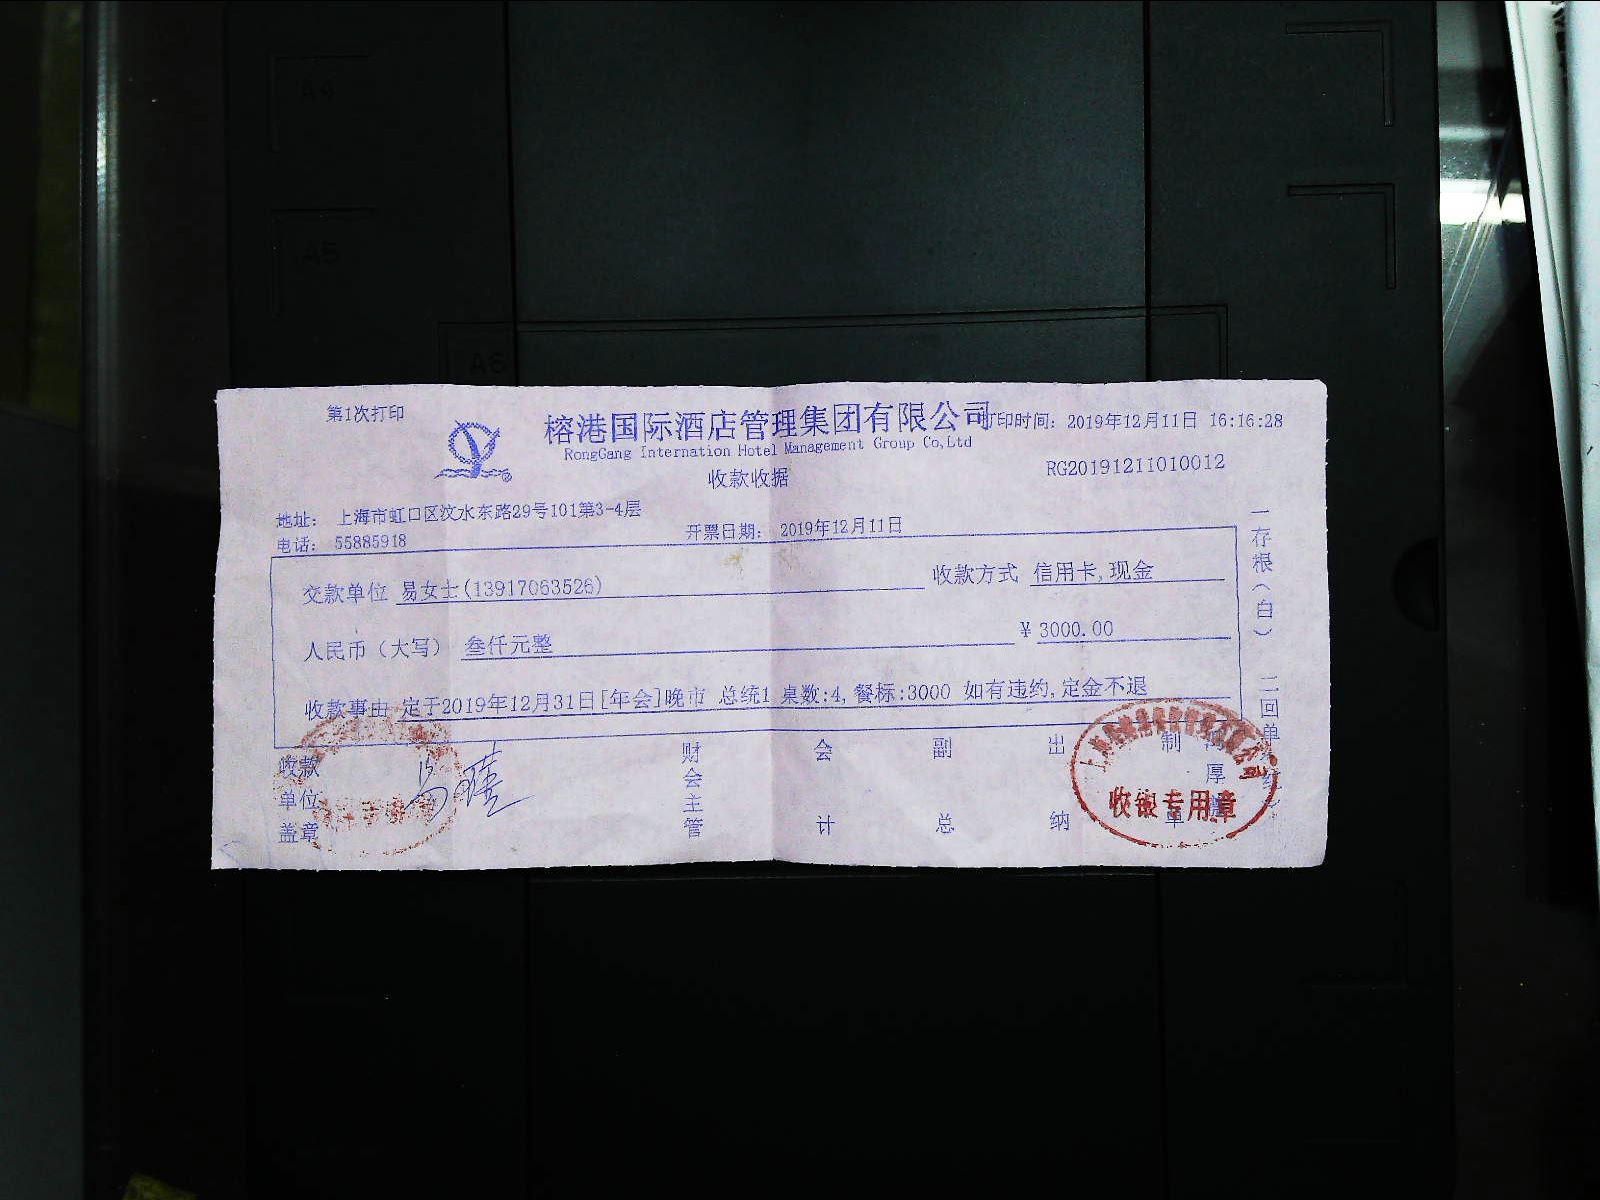 A4
A5
A6
第1次打印
榕港国际酒店管理集团有限公司
打印时间: 2019年12月11日 16:16:28
RongGang Internation Hotel Management Group Co,Ltd
收款收据
RG20191211010012
地址: 上海市虹口区汶水东路29号101第3-4层
电话: 55885918
开票日期: 2019年12月11日
交款单位 易女士(13917063526)
收款方式 信用卡,现金
人民币(大写) 叁仟元整
¥ 3000.00
收款事由 定于2019年12月31日[年会]晚市 总统1 桌数:4,餐标:3000 如有违约,定金不退
收款单位盖章
财会主管
会计
副总
出纳
制单
厚
收银专用章
一存根(白)
二回单